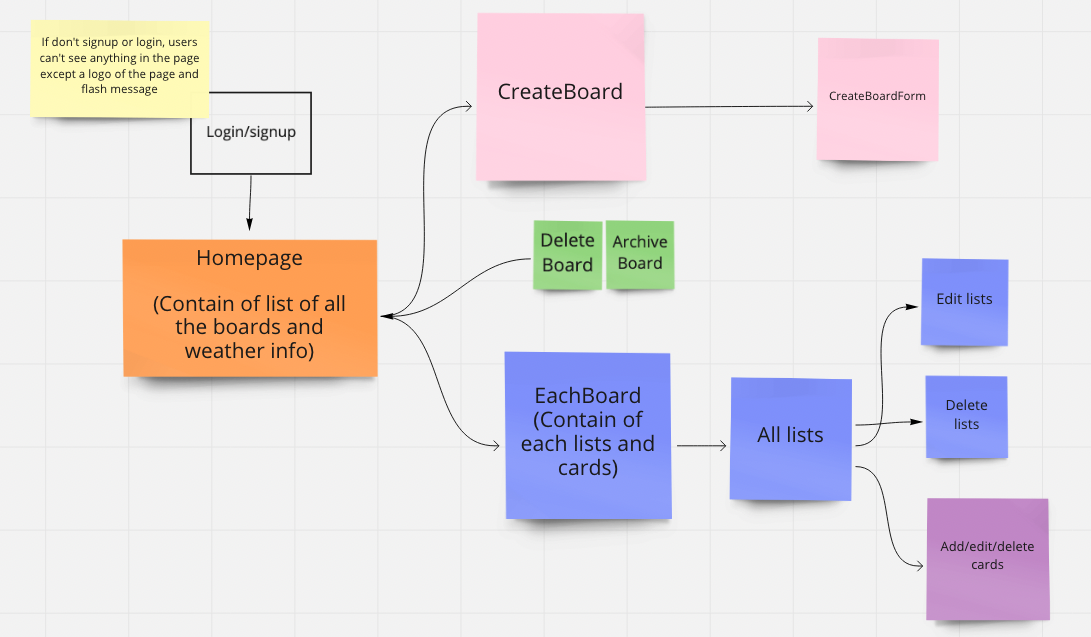 If don't signup or login, users
can't see anything in the page
except a logo of the page and
flash message
Login/signup
Homepage
(Contain of list of all
the boards and
weather info)
CreateBoard
CreateBoardForm
Delete
Board
Archive
Board
EachBoard
(Contain of
each lists and
cards)
All lists
Edit lists
Delete
lists
Add/edit/delete
cards